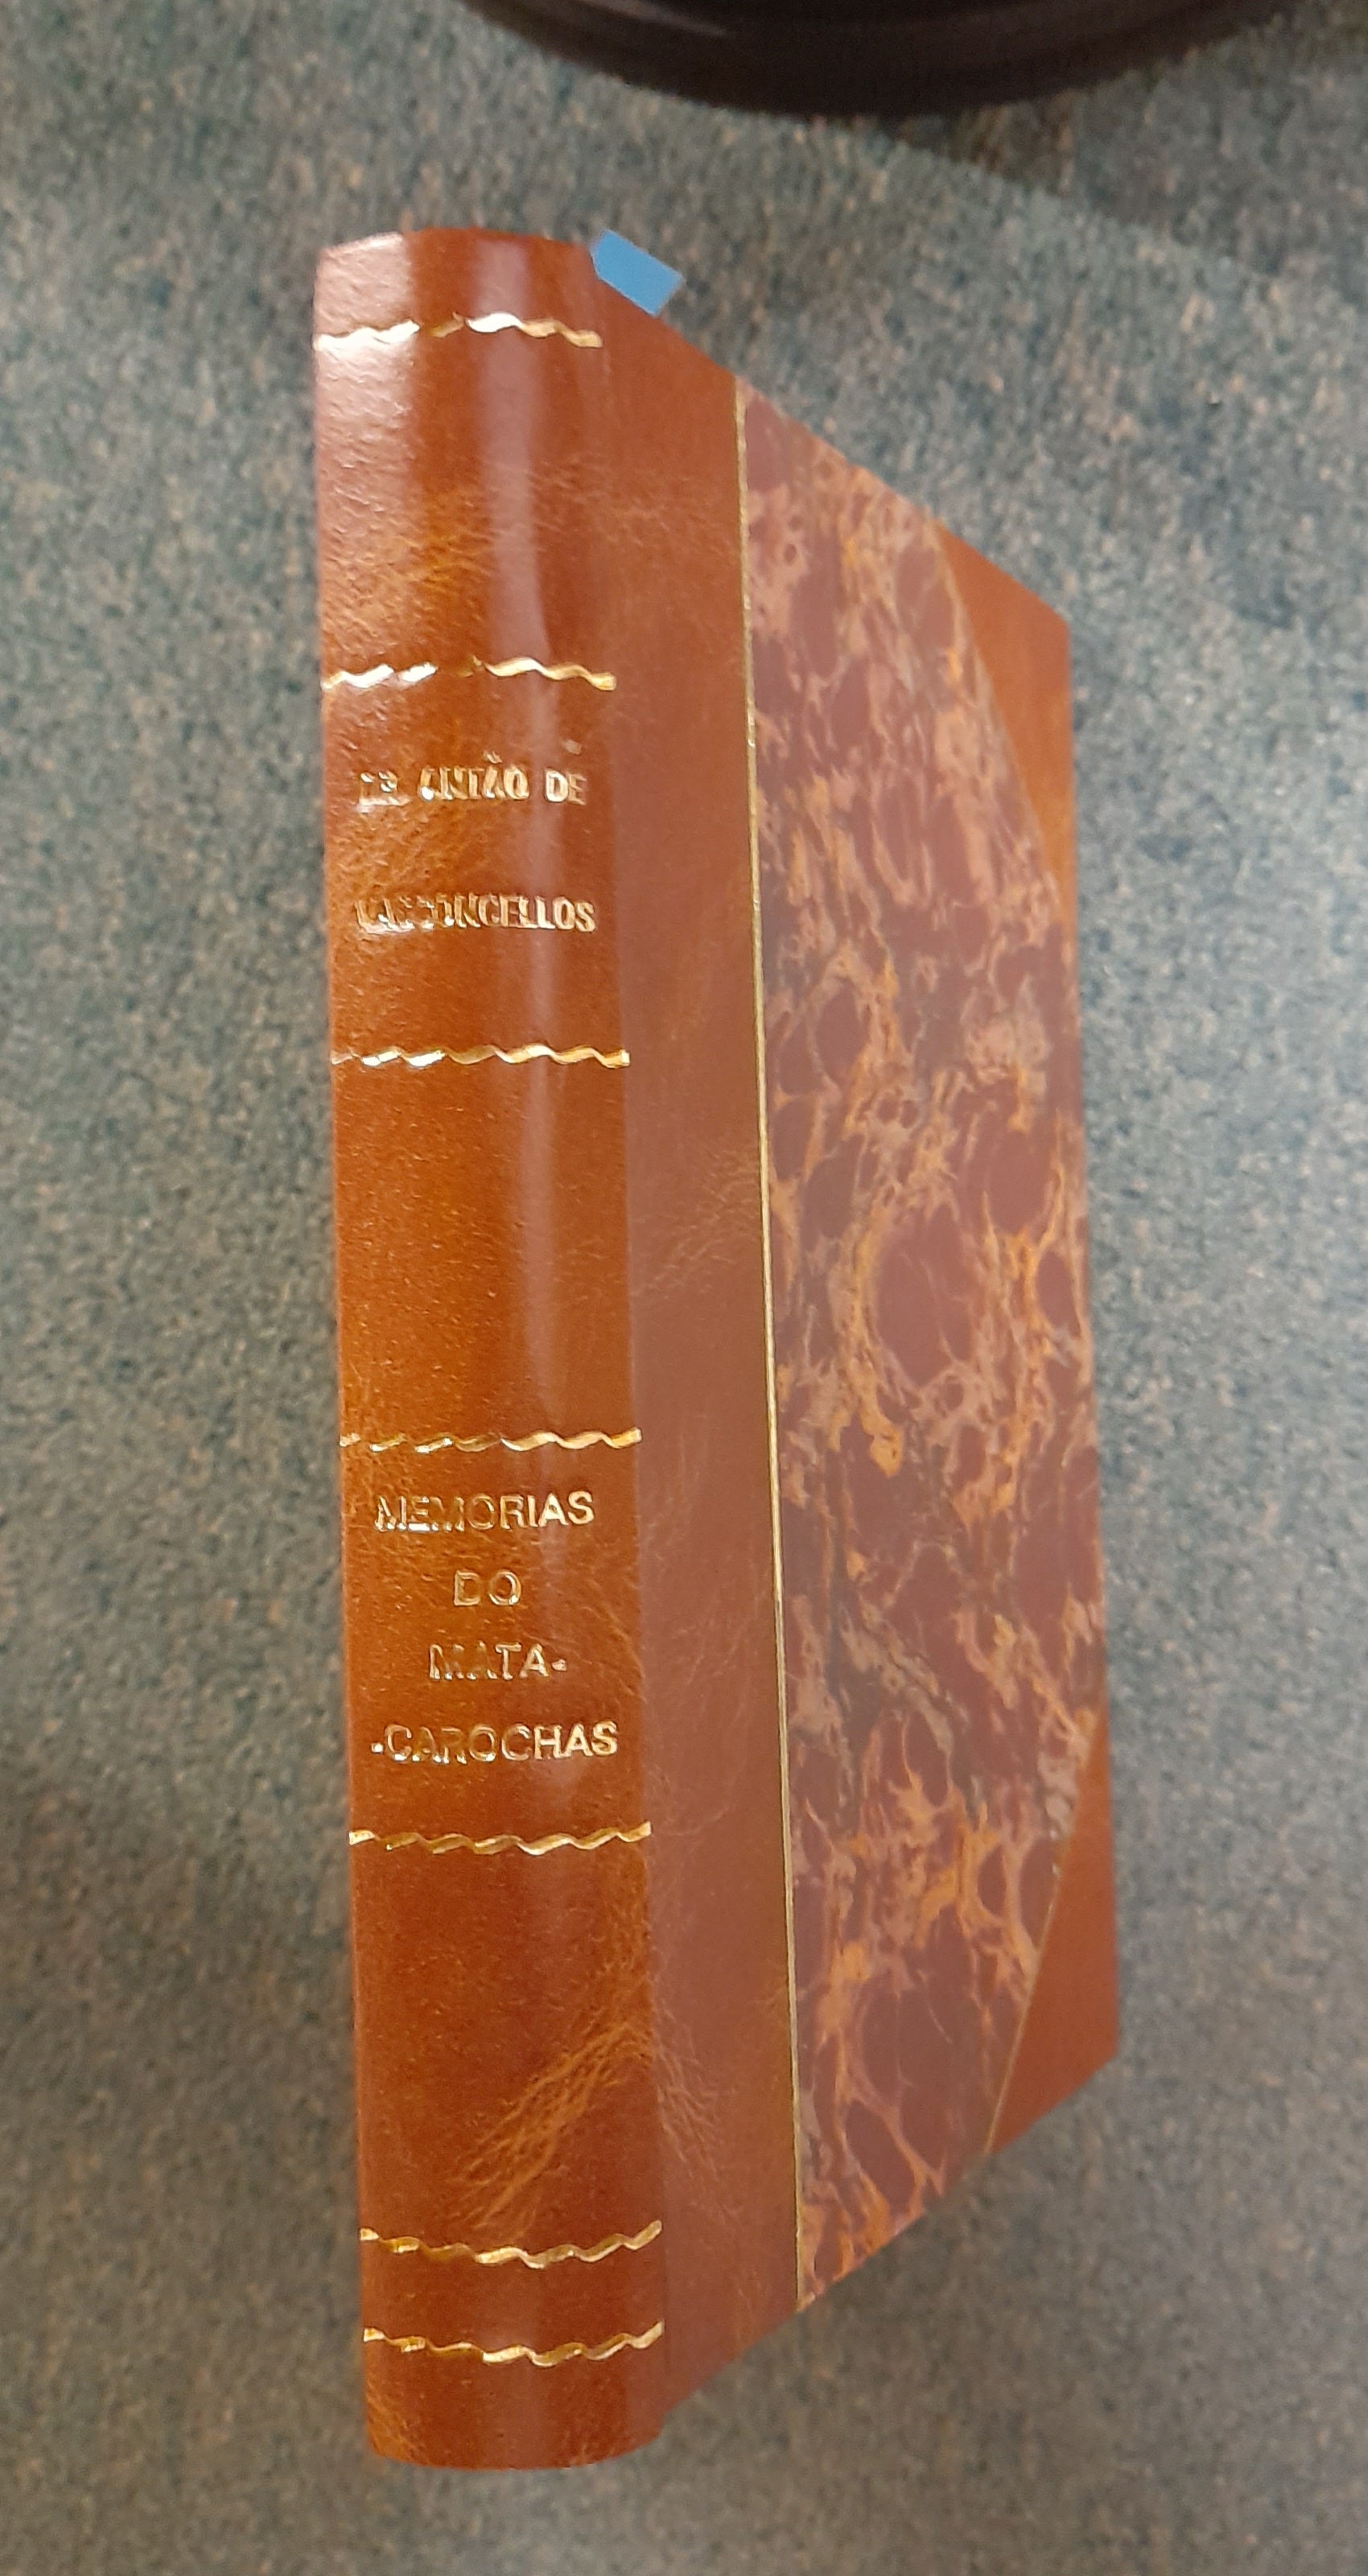 DR. ANTÃO DE
VASCONCELLOS
MEMORIAS
DO
MATA-
-CAROCHAS